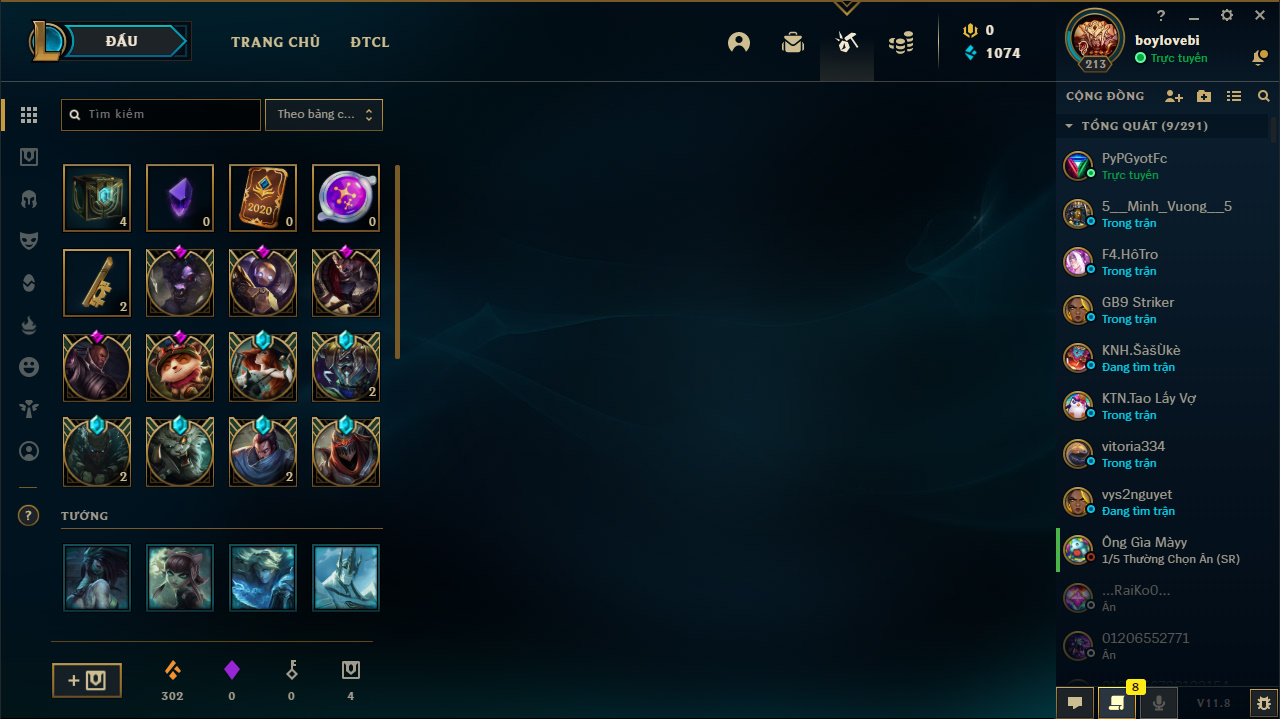 ĐẤU
TRANG CHỦ
ĐTCL
0
1074
213
boylovebi
Trực tuyến
Tìm kiếm
Theo bảng c...
4
0
2020
0
0
2
2
2
2
TƯỚNG
302
0
0
4
CỘNG ĐỒNG
TỔNG QUÁT (9/291)
PyPGyotFc
Trực tuyến
5__Minh_Vuong__5
Trong trận
F4.HôTro
Trong trận
GB9 Striker
Trong trận
KNH.ŠàšÙkè
Đang tìm trận
KTN.Tao Lấy Vợ
Trong trận
vitoria334
Trong trận
vys2nguyet
Đang tìm trận
Ông Gìa Màyy
1/5 Thường Chọn Ẩn (SR)
...RaiKo0...
Ẩn
01206552771
Ẩn
8
V11.8